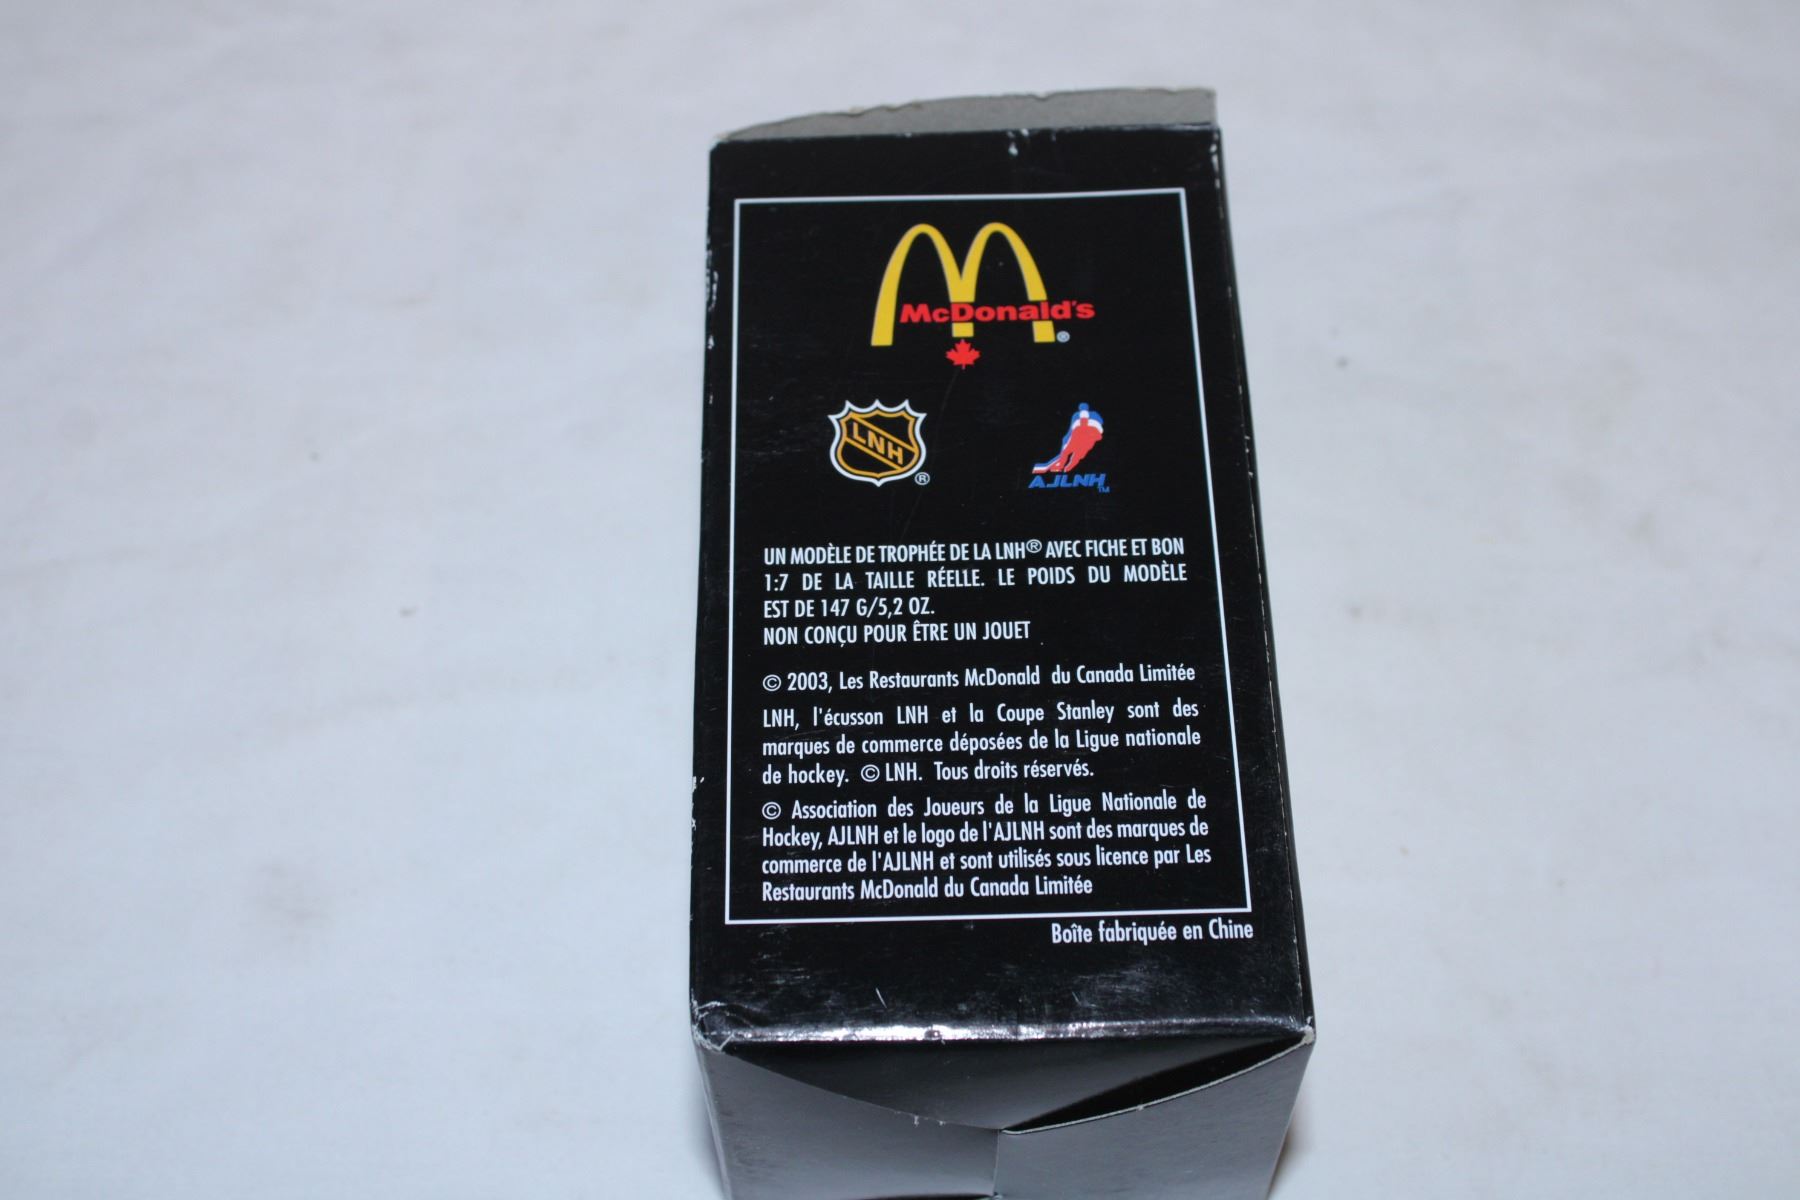 McDonald's
®
LNH
®
AJLNH
TM
UN MODÈLE DE TROPHÉE DE LA LNH® AVEC FICHE ET BON
1:7 DE LA TAILLE RÉELLE. LE POIDS DU MODÈLE
EST DE 147 G/5,2 OZ.
NON CONÇU POUR ÊTRE UN JOUET
© 2003, Les Restaurants McDonald du Canada Limitée
LNH, l'écusson LNH et la Coupe Stanley sont des
marques de commerce déposées de la Ligue nationale
de hockey. © LNH. Tous droits réservés.
© Association des Joueurs de la Ligue Nationale de
Hockey, AJLNH et le logo de l'AJLNH sont des marques de
commerce de l'AJLNH et sont utilisés sous licence par Les
Restaurants McDonald du Canada Limitée
Boîte fabriquée en Chine